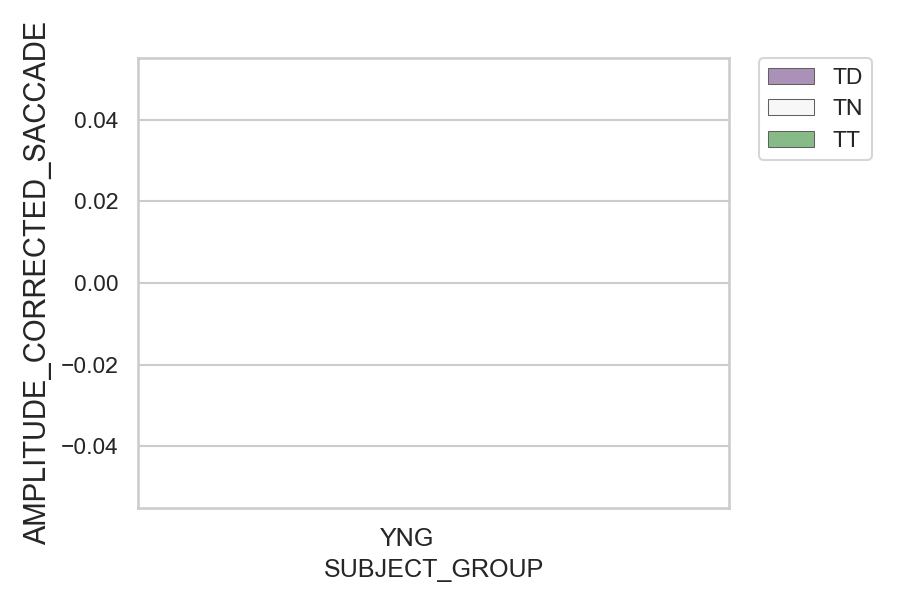 AMPLITUDE_CORRECTED_SACCADE
0.04
0.02
0.00
−0.02
−0.04
YNG
SUBJECT_GROUP
TD
TN
TT